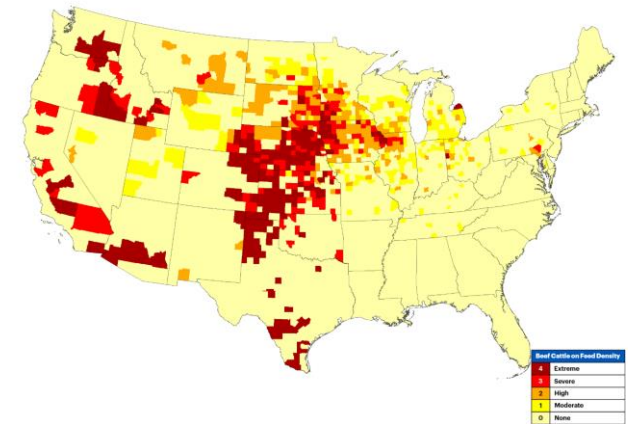 Beef Cattle on Feed Density
4 Extreme
3 Severe
2 High
1 Moderate
0 None